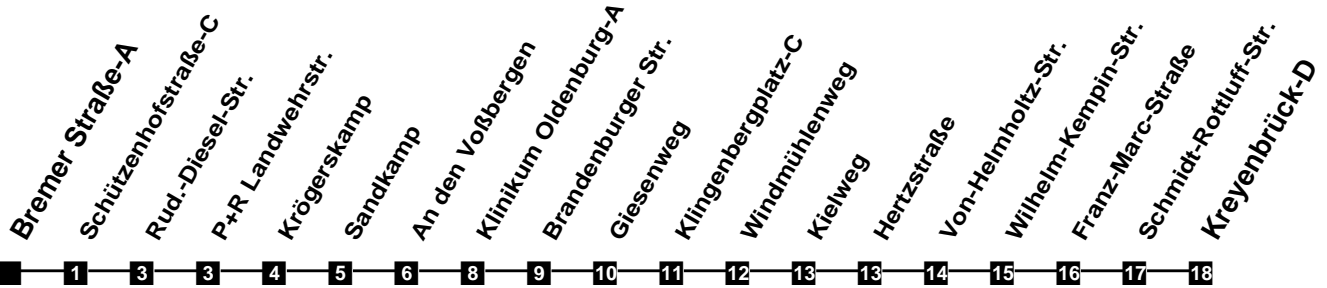 Bremer Straße-A
Schützenhofstraße-C
Rud.-Diesel-Str.
P+R Landwehrstr.
Krögerskamp
Sandkamp
An den Voßbergen
Klinikum Oldenburg-A
Brandenburger Str.
Giesenweg
Klingenbergplatz-C
Windmühlenweg
Kielweg
Hertzstraße
Von-Helmholtz-Str.
Wilhelm-Kempin-Str.
Franz-Marc-Straße
Schmidt-Rottluff-Str.
Kreyenbrück-D
1 3 3 4 5 6 8 9 10 11 12 13 13 14 15 16 17 18